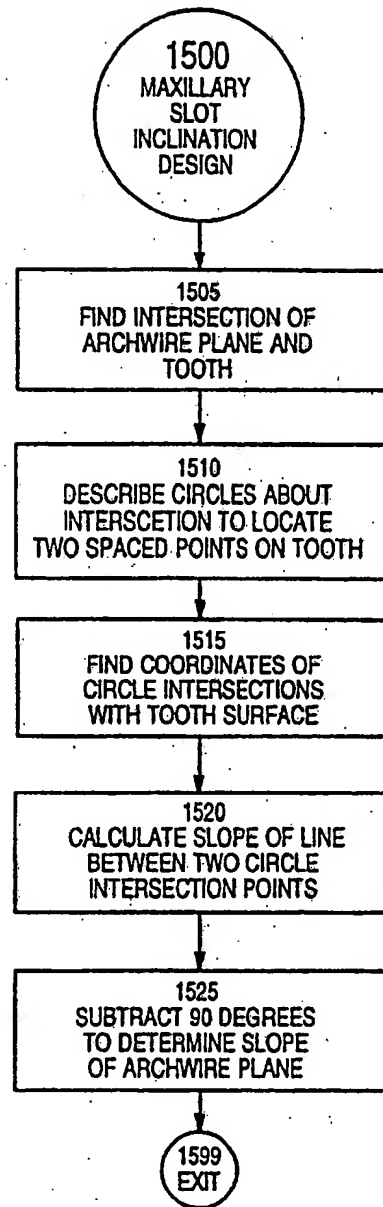 1500
MAXILLARY
SLOT
INCLINATION
DESIGN
1505
FIND INTERSECTION OF
ARCHWIRE PLANE AND
TOOTH
1510
DESCRIBE CIRCLES ABOUT
INTERSCETION TO LOCATE
TWO SPACED POINTS ON TOOTH
1515
FIND COORDINATES OF
CIRCLE INTERSECTIONS
WITH TOOTH SURFACE
1520
CALCULATE SLOPE OF LINE
BETWEEN TWO CIRCLE
INTERSECTION POINTS
1525
SUBTRACT 90 DEGREES
TO DETERMINE SLOPE
OF ARCHWIRE PLANE
1599
EXIT